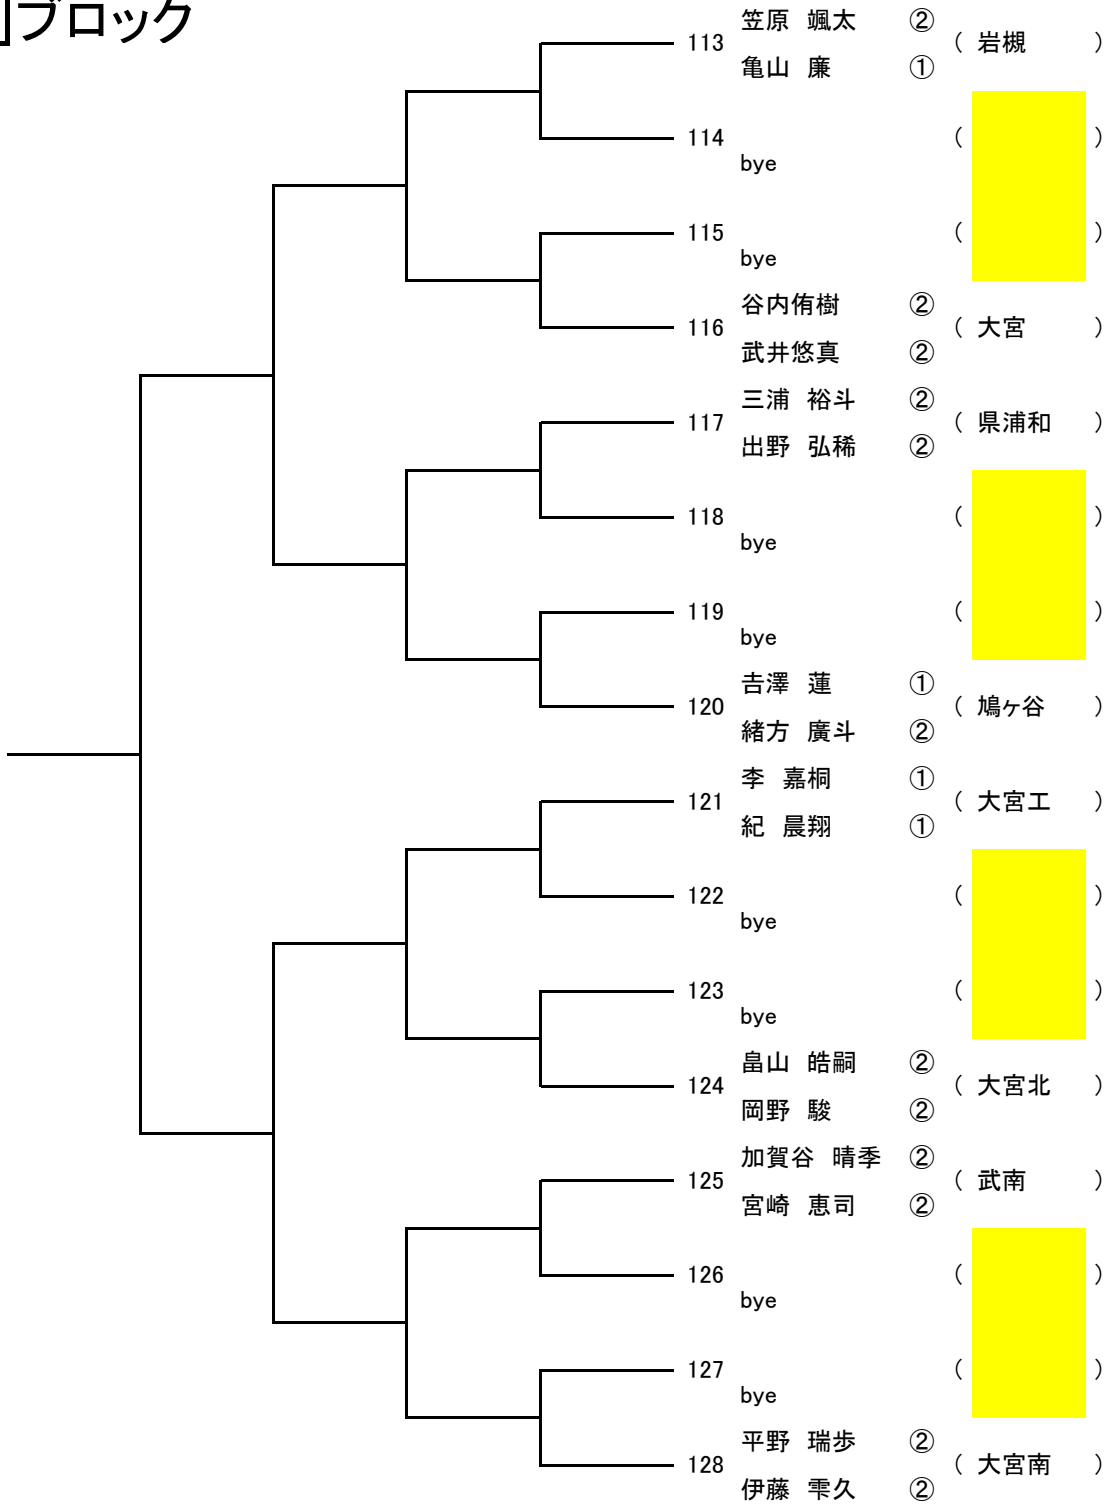 ブロック
笠原 颯太 ②
113 ( 岩槻 )
亀山 廉 ①
114 ( )
bye
115 ( )
bye
谷内侑樹 ②
116 ( 大宮 )
武井悠真 ②
三浦 裕斗 ②
117 ( 県浦和 )
出野 弘稀 ②
118 ( )
bye
119 ( )
bye
吉澤 蓮 ①
120 ( 鳩ヶ谷 )
緒方 廣斗 ②
李 嘉桐 ①
121 ( 大宮工 )
紀 晨翔 ①
122 ( )
bye
123 ( )
bye
畠山 皓嗣 ②
124 ( 大宮北 )
岡野 駿 ②
加賀谷 晴季 ②
125 ( 武南 )
宮崎 恵司 ②
126 ( )
bye
127 ( )
bye
平野 瑞歩 ②
128 ( 大宮南 )
伊藤 雫久 ②